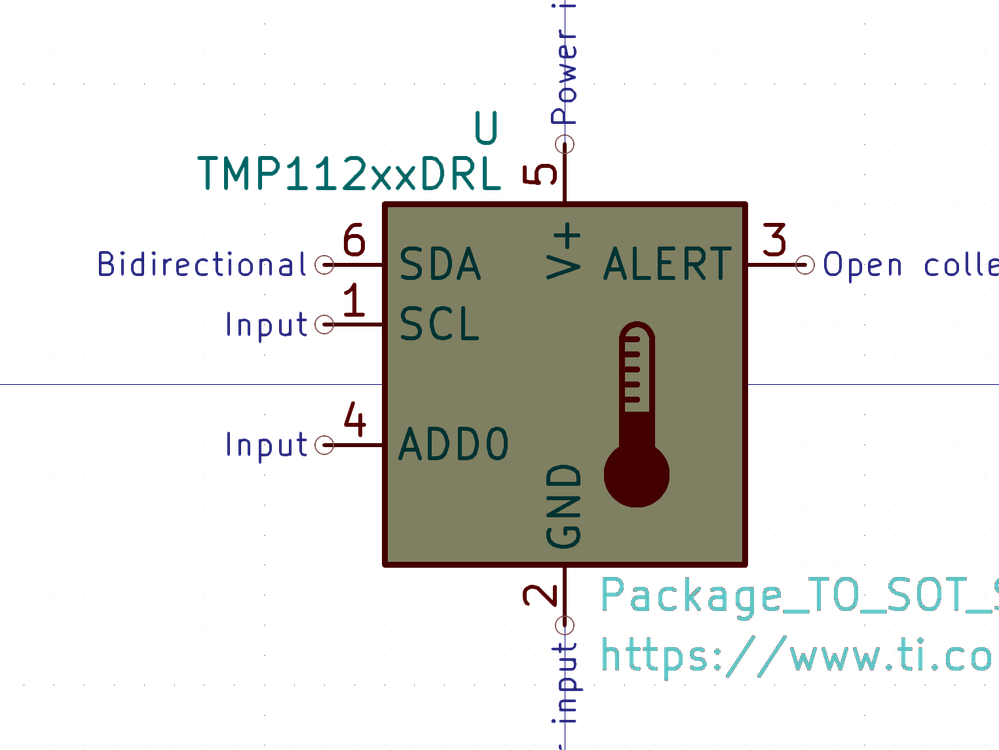 Power i
U
TMP112xxDRL
5
6
Bidirectional
SDA
V+
ALERT
3
Open colle
1
Input
SCL
4
Input
ADD0
GND
2
Package_TO_SOT_S
https://www.ti.co
input